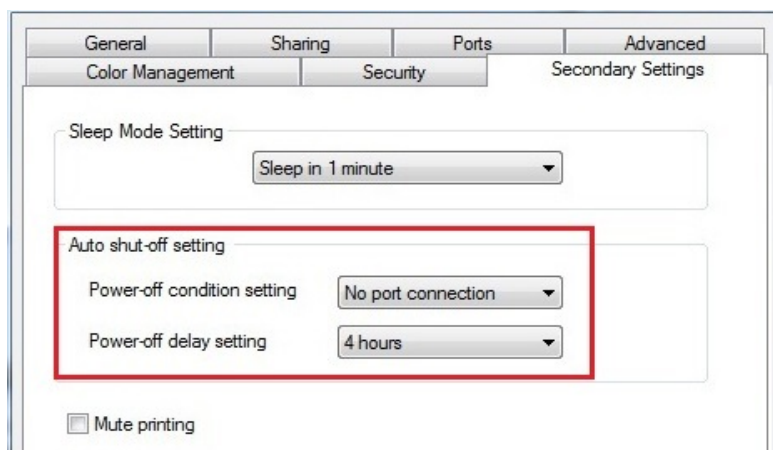 General Sharing Ports Advanced
Color Management Security Secondary Settings
Sleep Mode Setting
Sleep in 1 minute
Auto shut-off setting
Power-off condition setting No port connection
Power-off delay setting 4 hours
Mute printing